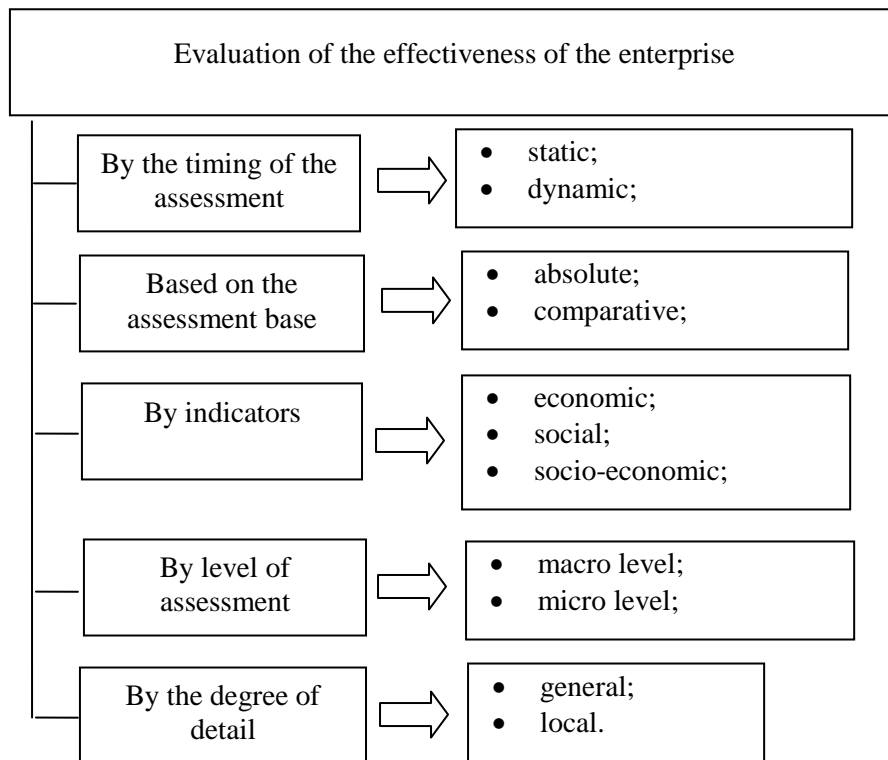 Evaluation of the effectiveness of the enterprise
By the timing of the
assessment
• static;
• dynamic;
Based on the
assessment base
• absolute;
• comparative;
By indicators
• economic;
• social;
• socio-economic;
By level of
assessment
• macro level;
• micro level;
By the degree of
detail
• general;
• local.